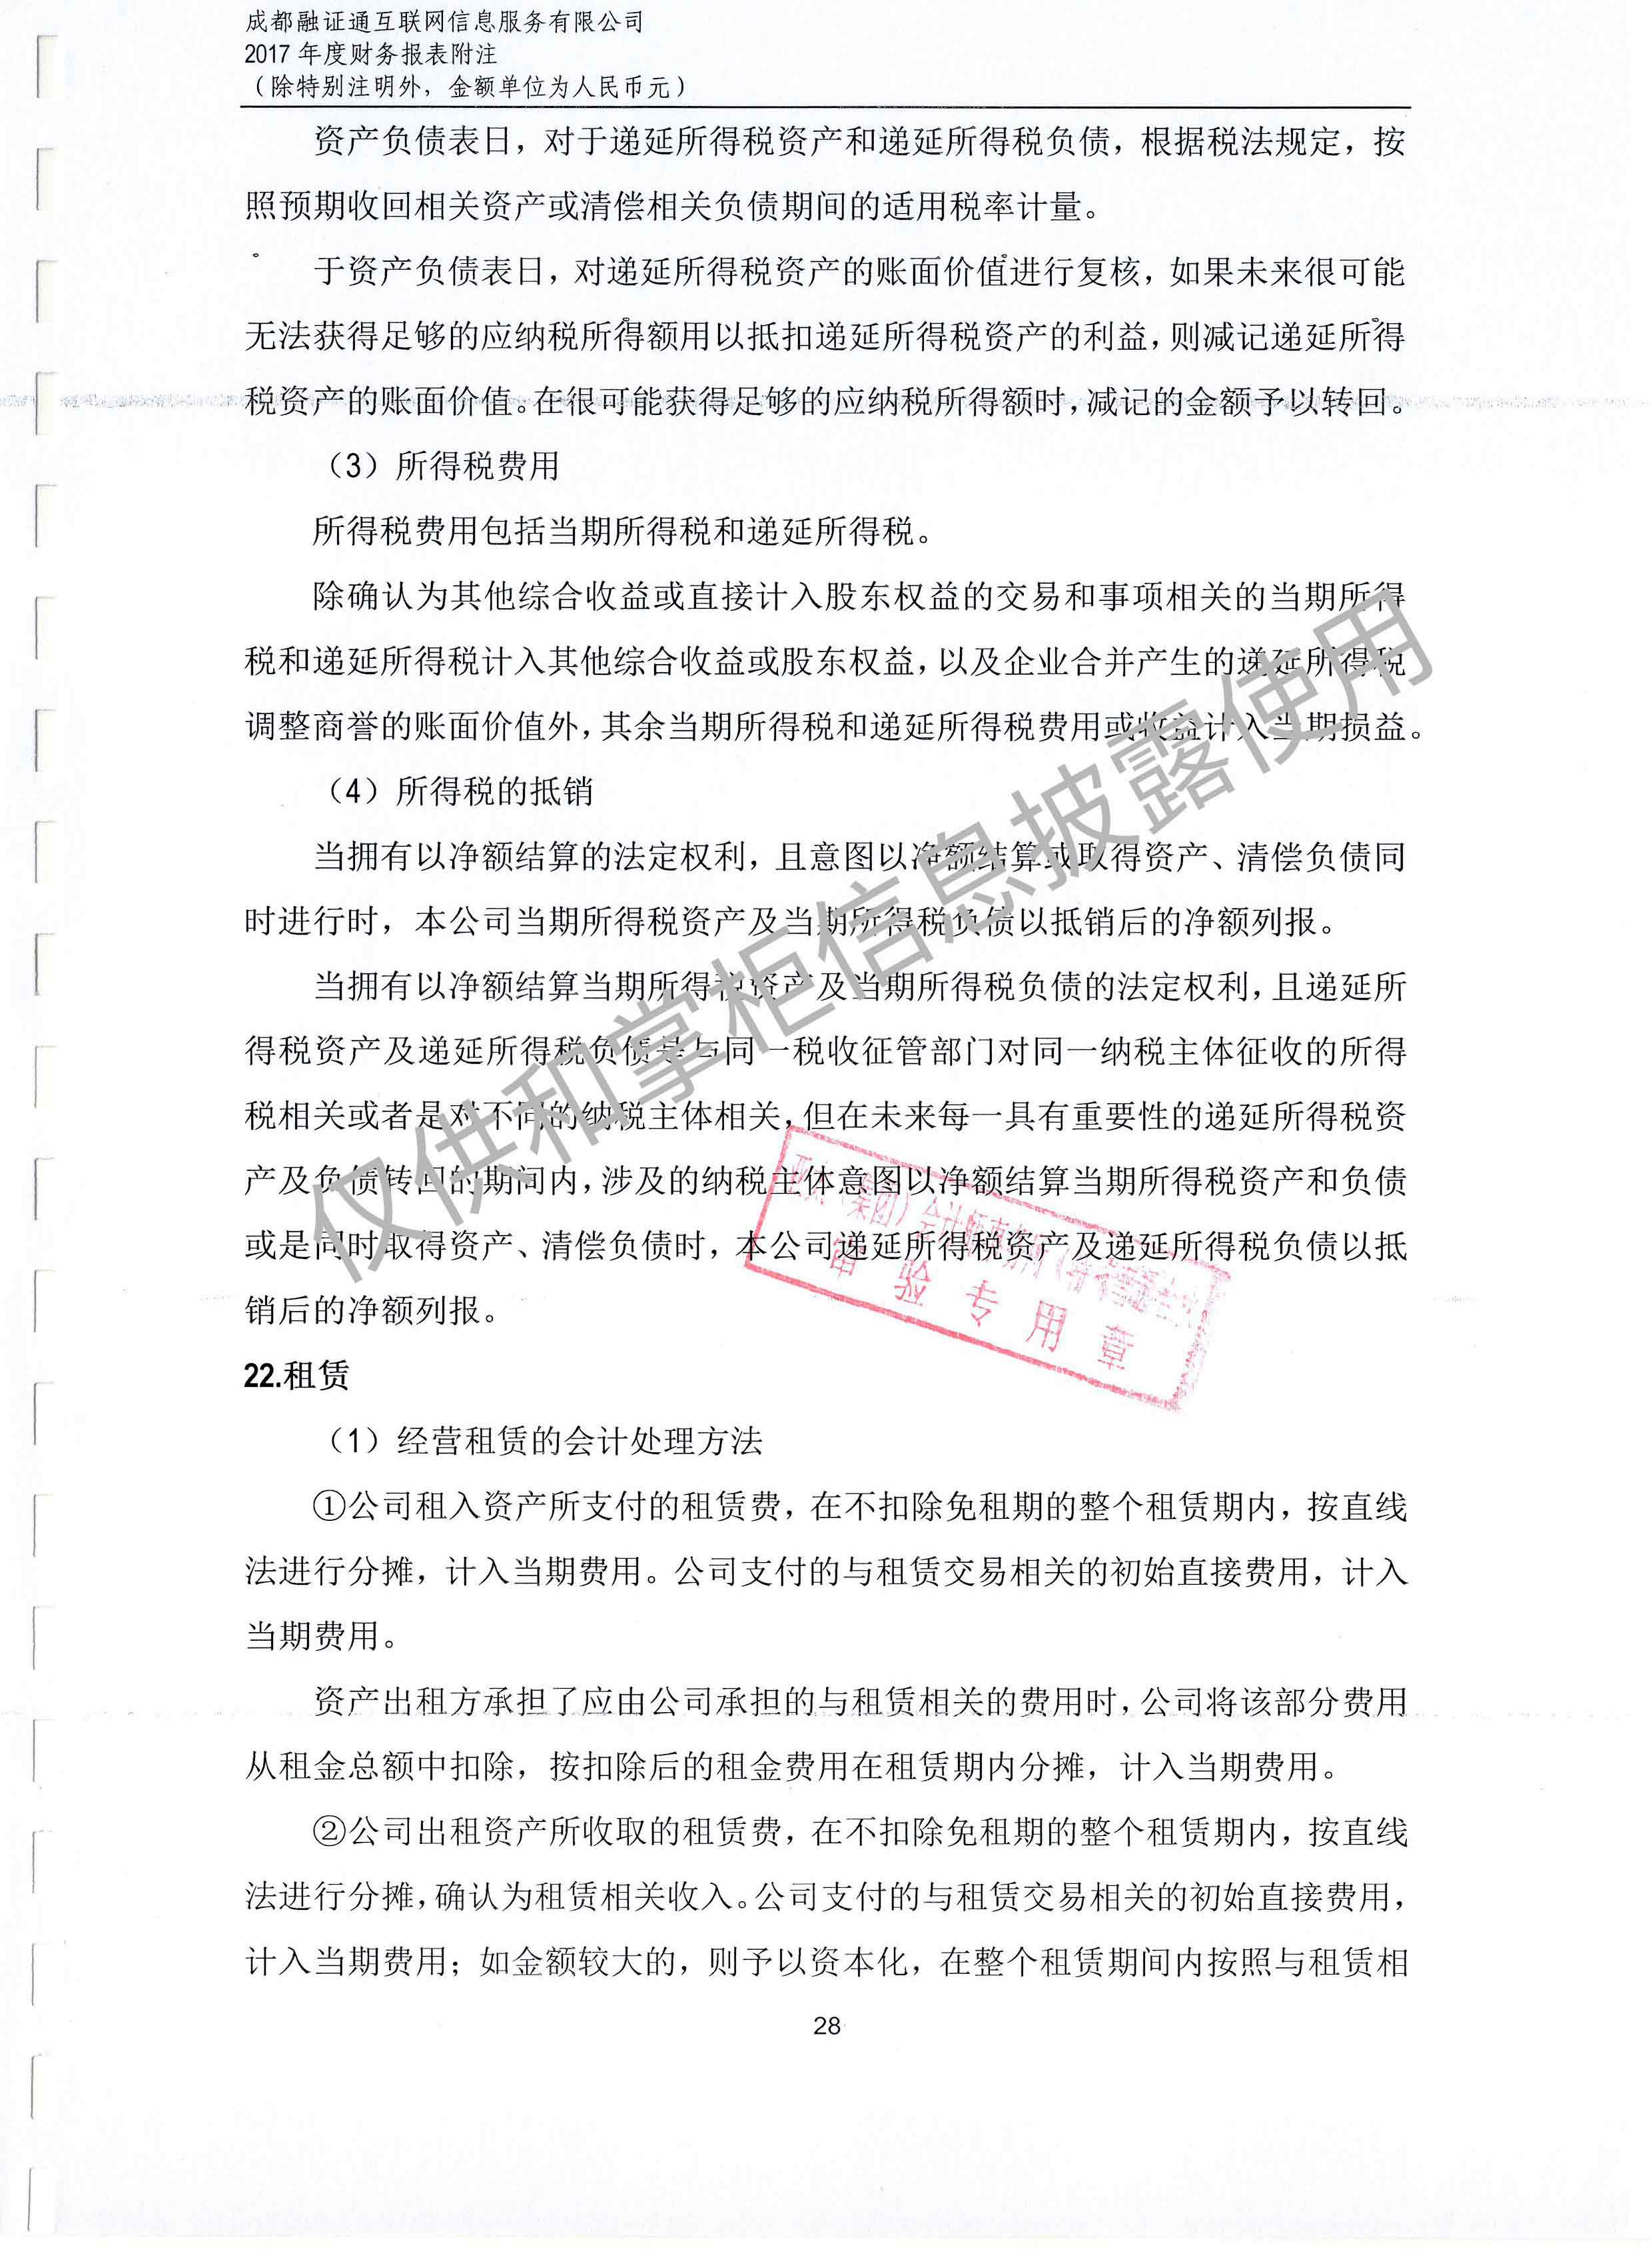 成都融证通互联网信息服务有限公司
2017 年度财务报表附注
（除特别注明外，金额单位为人民币元）
资产负债表日，对于递延所得税资产和递延所得税负债，根据税法规定，按
照预期收回相关资产或清偿相关负债期间的适用税率计量。
于资产负债表日，对递延所得税资产的账面价值进行复核，如果未来很可能
无法获得足够的应纳税所得额用以抵扣递延所得税资产的利益，则减记递延所得
税资产的账面价值。在很可能获得足够的应纳税所得额时，减记的金额予以转回。
（3）所得税费用
所得税费用包括当期所得税和递延所得税。
除确认为其他综合收益或直接计入股东权益的交易和事项相关的当期所得
税和递延所得税计入其他综合收益或股东权益，以及企业合并产生的递延所得税
调整商誉的账面价值外，其余当期所得税和递延所得税费用或收益计入当期损益。
（4）所得税的抵销
当拥有以净额结算的法定权利，且意图以净额结算或取得资产、清偿负债同
时进行时，本公司当期所得税资产及当期所得税负债以抵销后的净额列报。
当拥有以净额结算当期所得税资产及当期所得税负债的法定权利，且递延所
得税资产及递延所得税负债是与同一税收征管部门对同一纳税主体征收的所得
税相关或者是对不同的纳税主体相关，但在未来每一具有重要性的递延所得税资
产及负债转回的期间内，涉及的纳税主体意图以净额结算当期所得税资产和负债
或是同时取得资产、清偿负债时，本公司递延所得税资产及递延所得税负债以抵
销后的净额列报。
仅供和掌柜信息披露使用
亚太（集团）会计师事务所（特殊普通合伙
审验专用章
22.租赁
（1）经营租赁的会计处理方法
①公司租入资产所支付的租赁费，在不扣除免租期的整个租赁期内，按直线
法进行分摊，计入当期费用。公司支付的与租赁交易相关的初始直接费用，计入
当期费用。
资产出租方承担了应由公司承担的与租赁相关的费用时，公司将该部分费用
从租金总额中扣除，按扣除后的租金费用在租赁期内分摊，计入当期费用。
②公司出租资产所收取的租赁费，在不扣除免租期的整个租赁期内，按直线
法进行分摊，确认为租赁相关收入。公司支付的与租赁交易相关的初始直接费用，
计入当期费用；如金额较大的，则予以资本化，在整个租赁期间内按照与租赁相
28